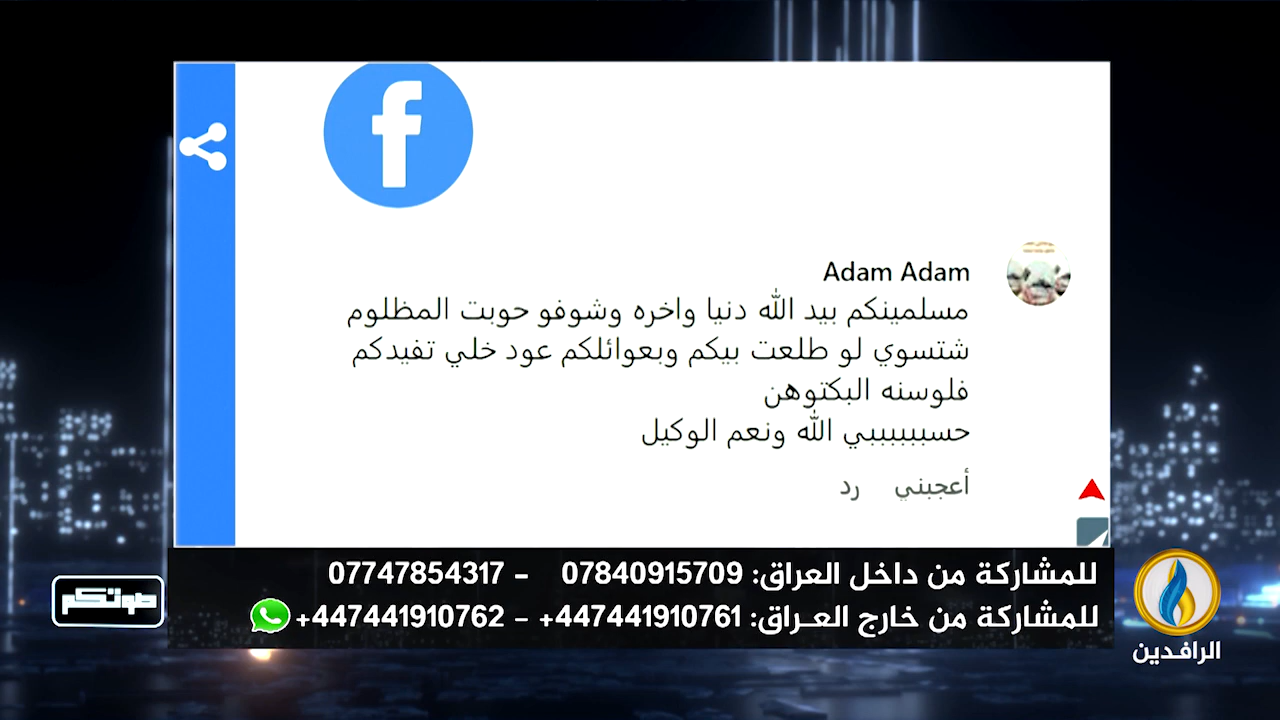 Adam Adam
مسلمينكم بيد الله دنيا واخره وشوفو حوبت المظلوم
شتسوي لو طلعت بيكم وبعوائلكم عود خلي تفيدكم
فلوسنه البكتوهن
حسبببببببي الله ونعم الوكيل
أعجبني رد
للمشاركة من داخل العراق: 07840915709 - 07747854317
للمشاركة من خارج العـراق: 447441910761+ - 447441910762+
صوتكم
الرافدين